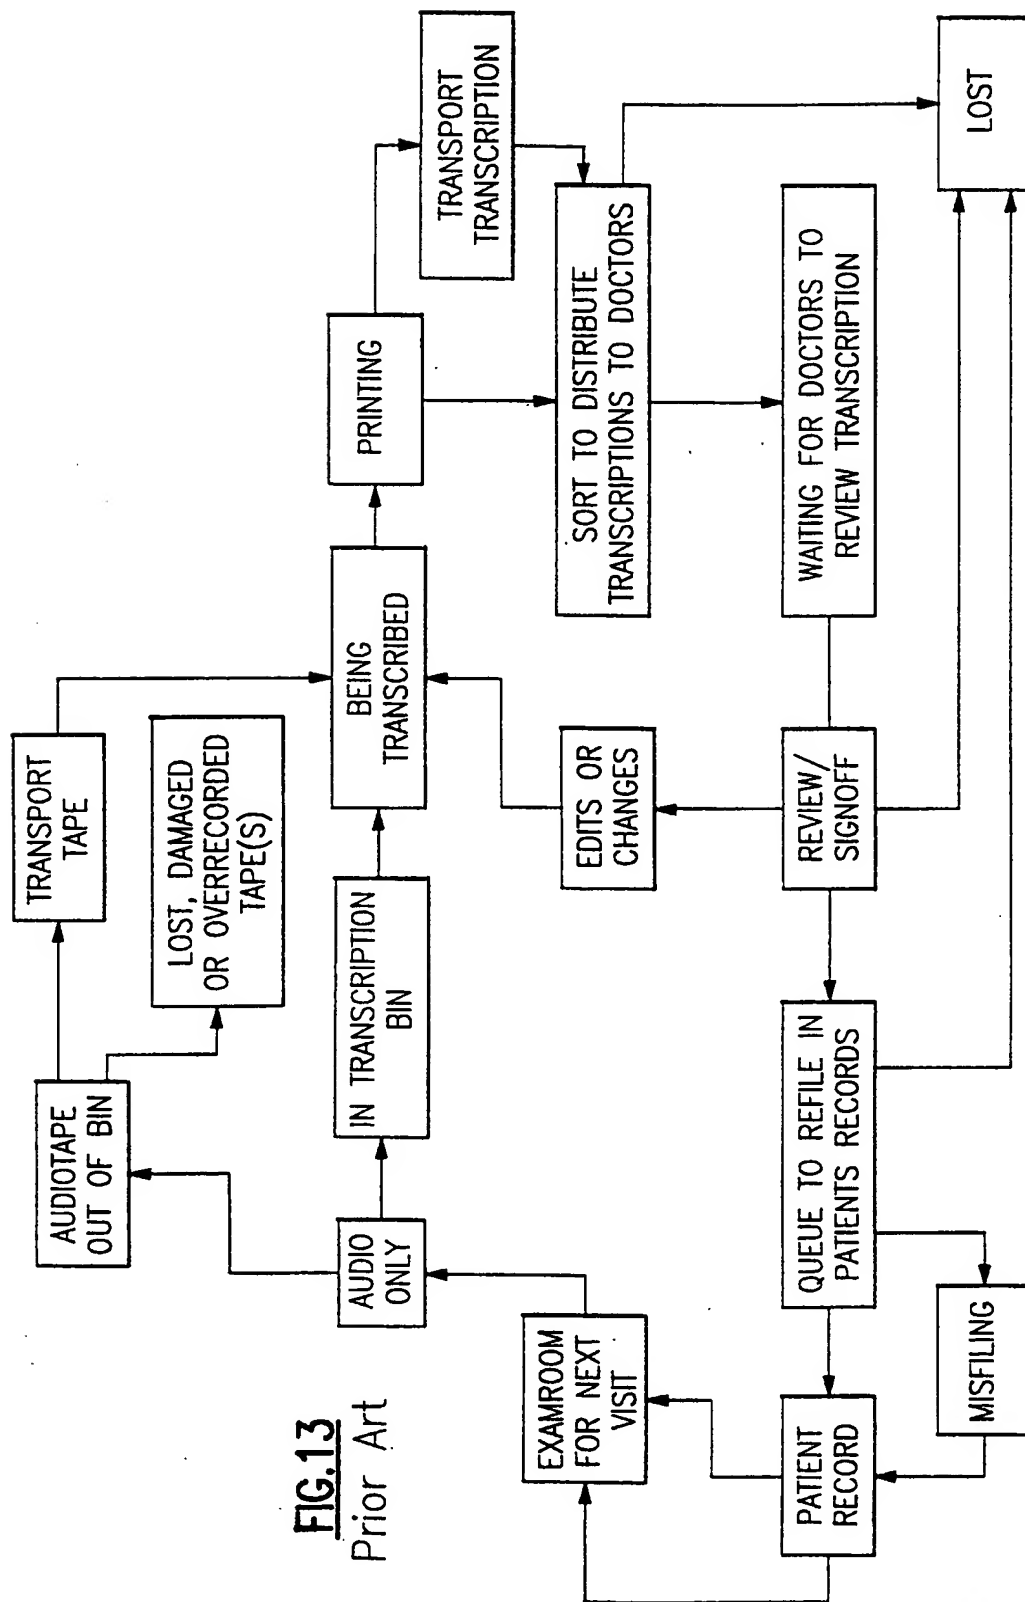 AUDIOTAPE
OUT OF BIN
TRANSPORT
TAPE
LOST, DAMAGED
OR OVERRECORDED
TAPE(S)
AUDIO
ONLY
IN TRANSCRIPTION
BIN
BEING
TRANSCRIBED
PRINTING
TRANSPORT
TRANSCRIPTION
FIG.13
Prior Art
EXAMROOM
FOR NEXT
VISIT
EDITS OR
CHANGES
SORT TO DISTRIBUTE
TRANSCRIPTIONS TO DOCTORS
PATIENT
RECORD
QUEUE TO REFILE IN
PATIENTS RECORDS
REVIEW/
SIGNOFF
WAITING FOR DOCTORS TO
REVIEW TRANSCRIPTION
MISFILING
LOST